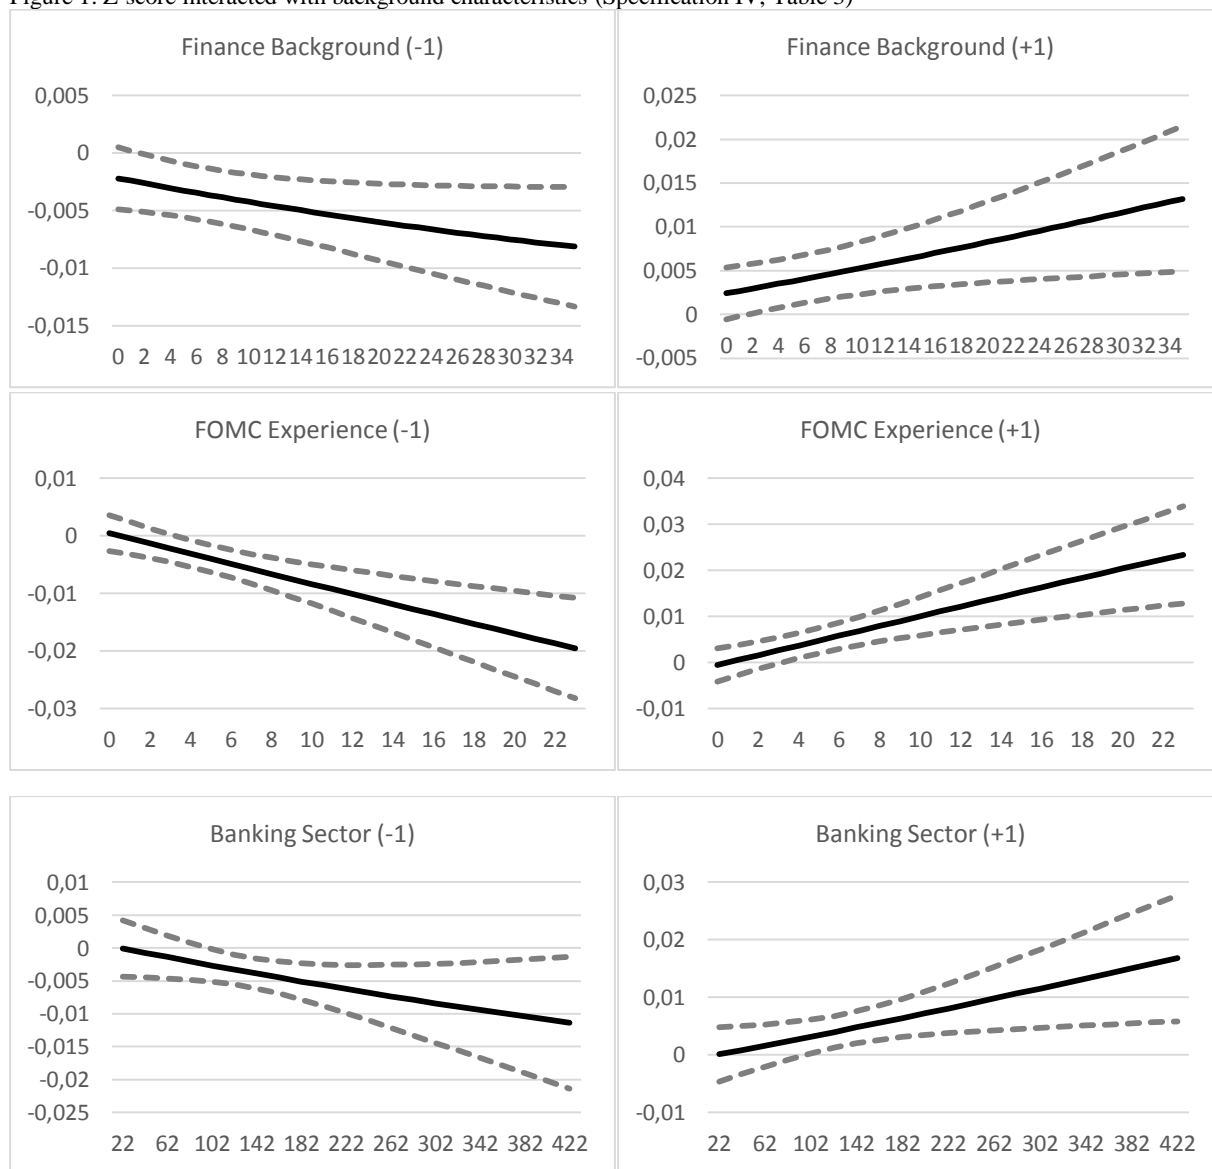 Figure 1: Z-score interacted with background characteristics (Specification IV, Table 3)
Finance Background (-1)
0,005
0
-0,005
-0,01
-0,015
0 2 4 6 8 10 12 14 16 18 20 22 24 26 28 30 32 34
Finance Background (+1)
0,025
0,02
0,015
0,01
0,005
0
-0,005
0 2 4 6 8 10 12 14 16 18 20 22 24 26 28 30 32 34
FOMC Experience (-1)
0,01
0
-0,01
-0,02
-0,03
0 2 4 6 8 10 12 14 16 18 20 22
FOMC Experience (+1)
0,04
0,03
0,02
0,01
0
-0,01
0 2 4 6 8 10 12 14 16 18 20 22
Banking Sector (-1)
0,01
0,005
0
-0,005
-0,01
-0,015
-0,02
-0,025
22 62 102 142 182 222 262 302 342 382 422
Banking Sector (+1)
0,03
0,02
0,01
0
-0,01
22 62 102 142 182 222 262 302 342 382 422